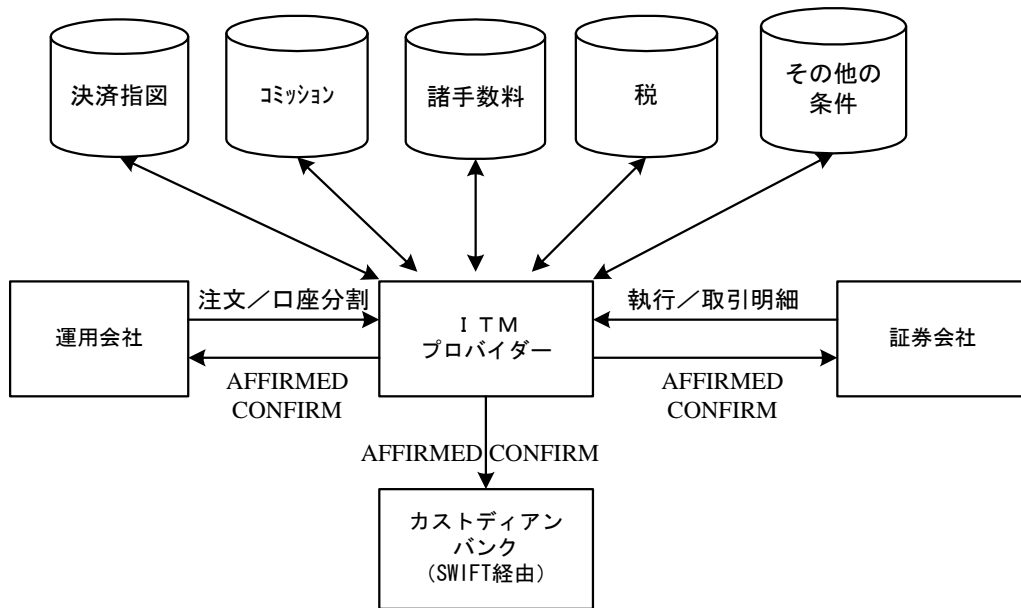 決済指図
ｺﾐｯｼｮﾝ
諸手数料
税
その他の
条件
運用会社
注文／口座分割
AFFIRMED
CONFIRM
ＩＴＭ
プロバイダー
執行／取引明細
AFFIRMED
CONFIRM
証券会社
AFFIRMED CONFIRM
カストディアン
バンク
（SWIFT経由）